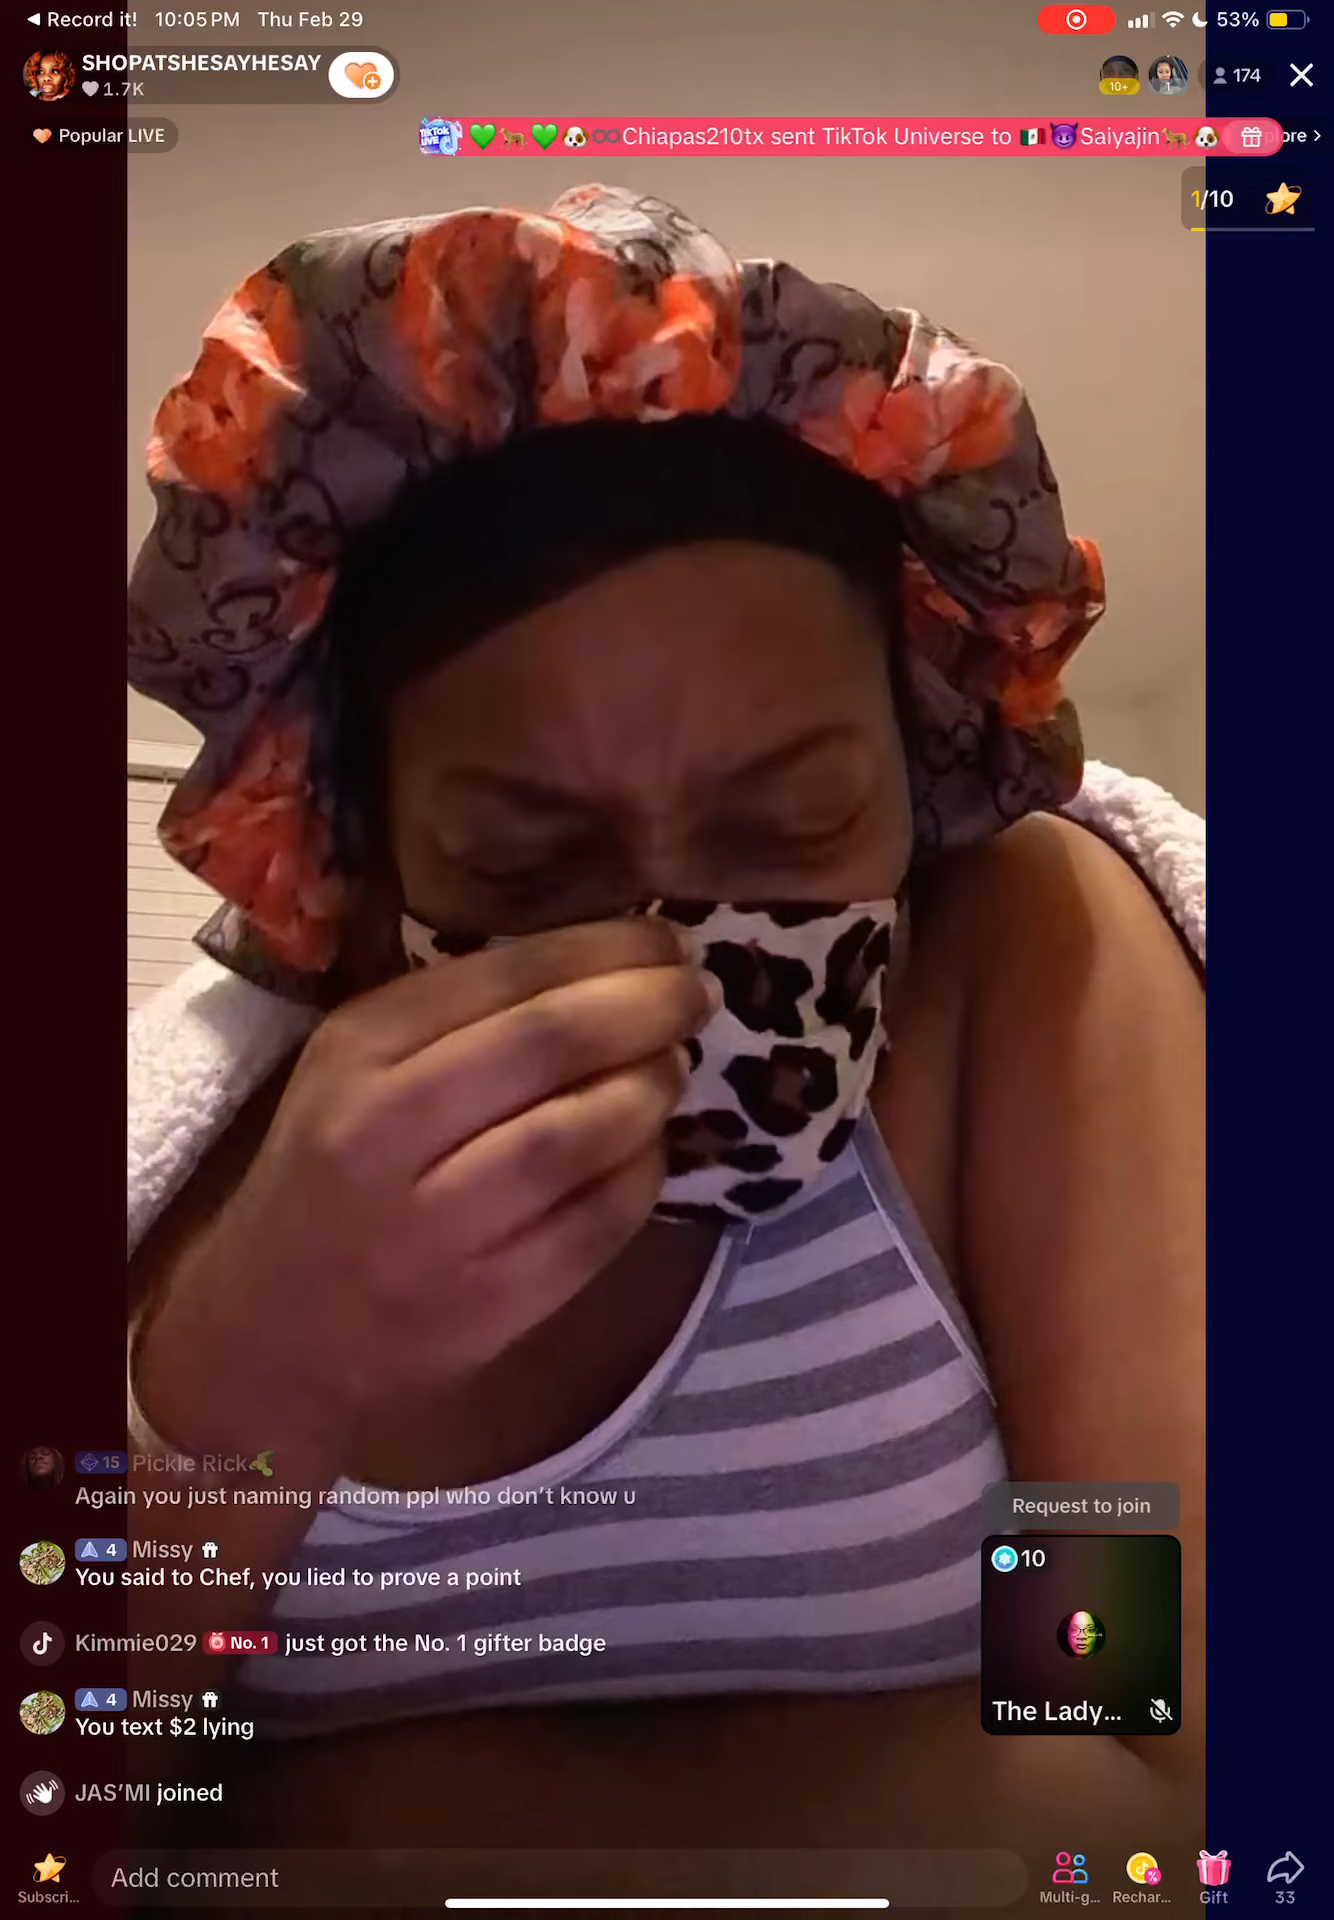 ◀ Record it! 10:05 PM Thu Feb 29 53%
SHOPATSHESAYHESAY
1.7K
10+ 1 174
Popular LIVE
TikTok LIVE 💚🐆💚🐶♾Chiapas210tx sent TikTok Universe to 🇲🇽😈Saiyajin🐆🐶 lore >
1/10
15 Pickle Rick
Again you just naming random ppl who don't know u
4 Missy
You said to Chef, you lied to prove a point
Kimmie029 No. 1 just got the No. 1 gifter badge
4 Missy
You text $2 lying
JAS'MI joined
Request to join
10
The Lady...
Add comment
Subscri... Multi-g... Rechar... Gift 33